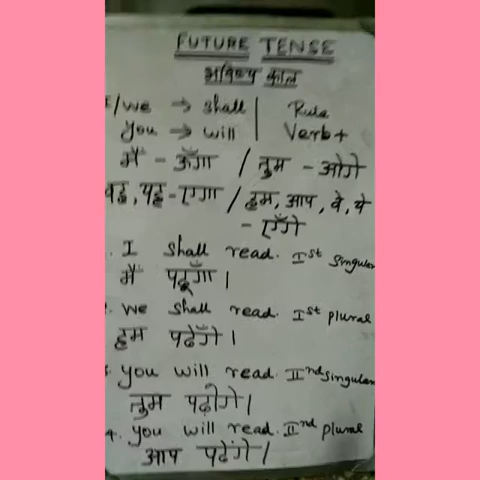 FUTURE TENSE
भविष्य काल
I/we → shall | Rule
you → will | Verb+
मैं - ऊँगा / तुम - ओगे
वह, यह - एगा / हम, आप, वे, ये
- एँगे
. I shall read. Ist singular
मैं पढूँगा।
. we shall read. Ist plural
हम पढेँगे।
. you will read. IInd singular
तुम पढ़ोगे।
4. you will read. IInd plural
आप पढेंगे।